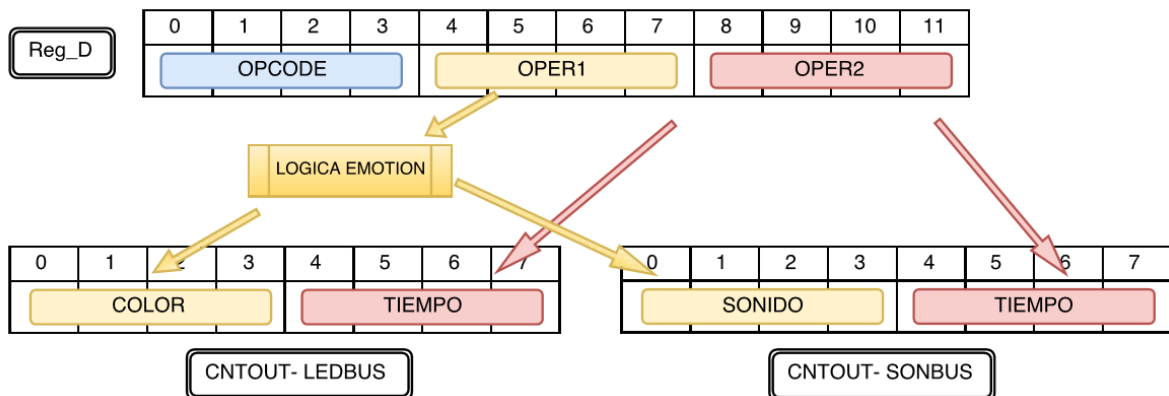 0 1 2 3 4 5 6 7 8 9 10 11
Reg_D
OPCODE OPER1 OPER2
LOGICA EMOTION
0 1 2 3 4 5 6 7
0 1 2 3 4 5 6 7
COLOR TIEMPO
SONIDO TIEMPO
CNTOUT- LEDBUS
CNTOUT- SONBUS